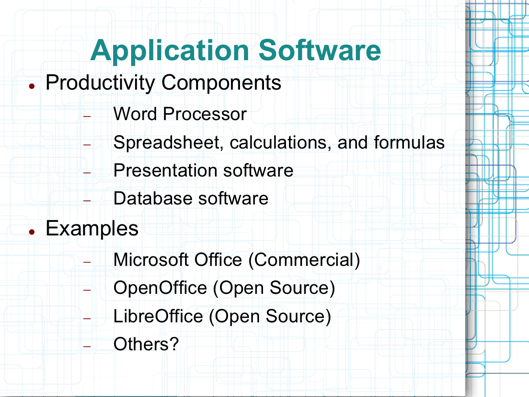 Application Software
● Productivity Components
– Word Processor
– Spreadsheet, calculations, and formulas
– Presentation software
– Database software
● Examples
– Microsoft Office (Commercial)
– OpenOffice (Open Source)
– LibreOffice (Open Source)
– Others?